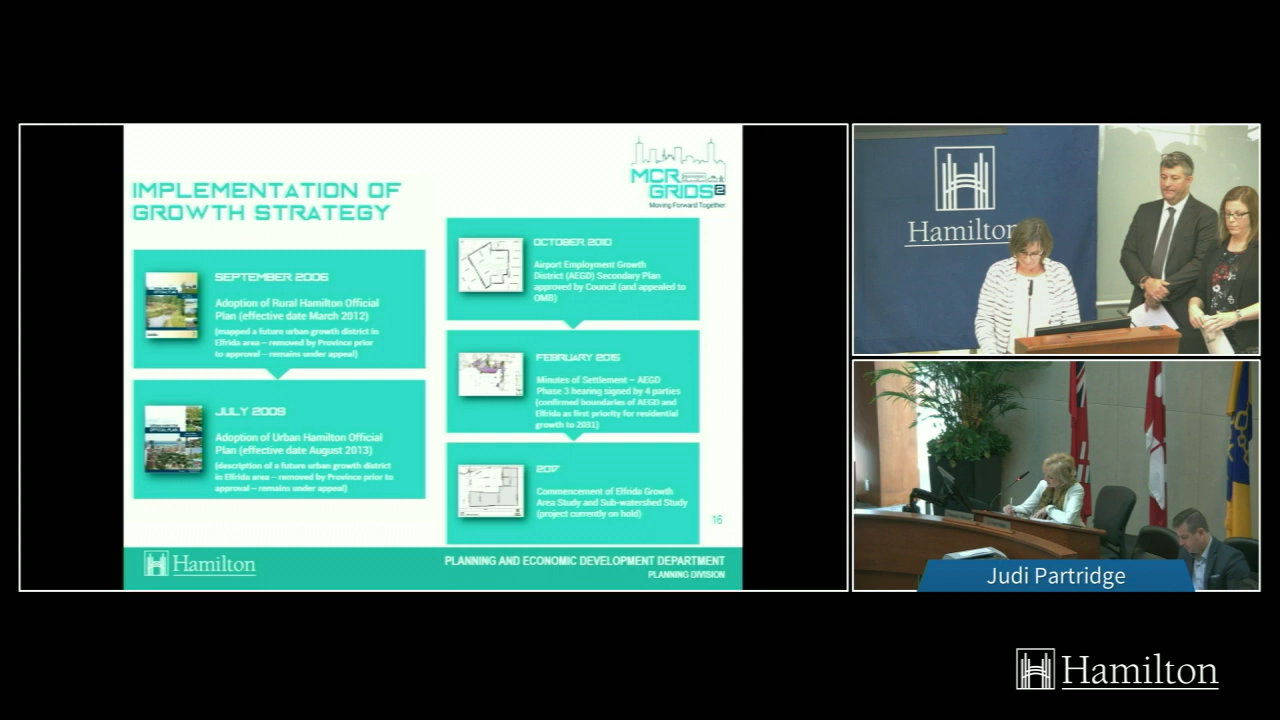 IMPLEMENTATION OF
GROWTH STRATEGY
MCR
GRIDS2
Moving Forward Together
SEPTEMBER 2006
Adoption of Rural Hamilton Official
Plan (effective date March 2012)
(mapped a future urban growth district in
Elfrida area – removed by Province prior
to approval – remains under appeal)
JULY 2009
Adoption of Urban Hamilton Official
Plan (effective date August 2013)
(description of a future urban growth district
in Elfrida area – removed by Province prior to
approval – remains under appeal)
OCTOBER 2010
Airport Employment Growth
District (AEGD) Secondary Plan
approved by Council (and appealed to
OMB)
FEBRUARY 2015
Minutes of Settlement – AEGD
Phase 3 hearing signed by 4 parties
(confirmed boundaries of AEGD and
Elfrida as first priority for residential
growth to 2031)
2017
Commencement of Elfrida Growth
Area Study and Sub-watershed Study
(project currently on hold)
16
Hamilton
PLANNING AND ECONOMIC DEVELOPMENT DEPARTMENT
PLANNING DIVISION
Hamilton
Judi Partridge
Hamilton